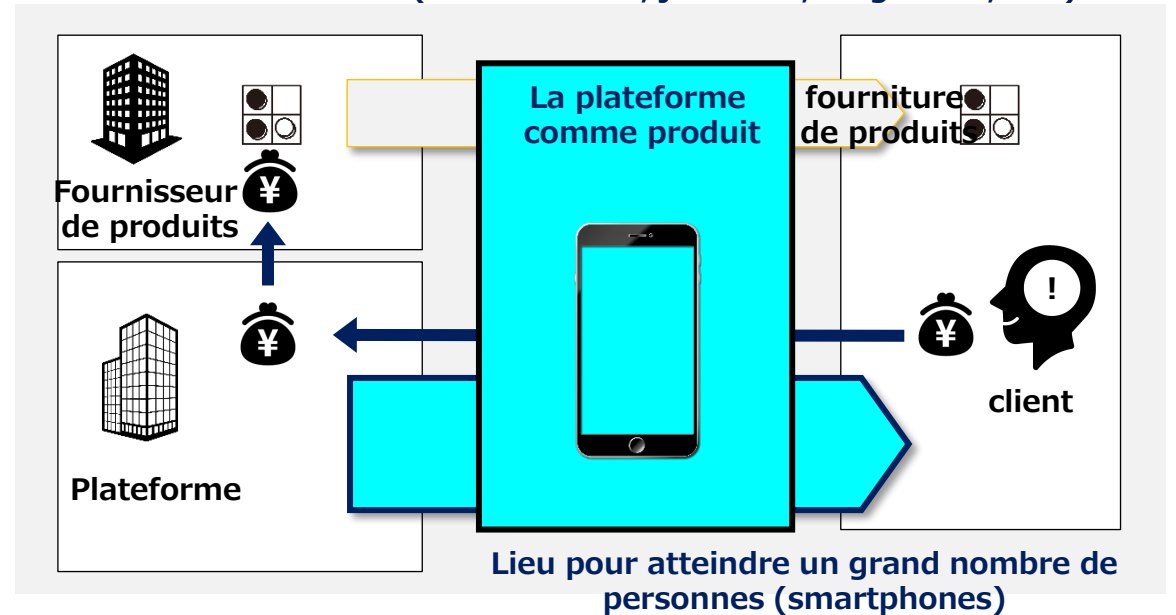 La plateforme
comme produit
fourniture
de produits
Fournisseur
de produits
¥
¥
¥
!
client
Plateforme
Lieu pour atteindre un grand nombre de
personnes (smartphones)